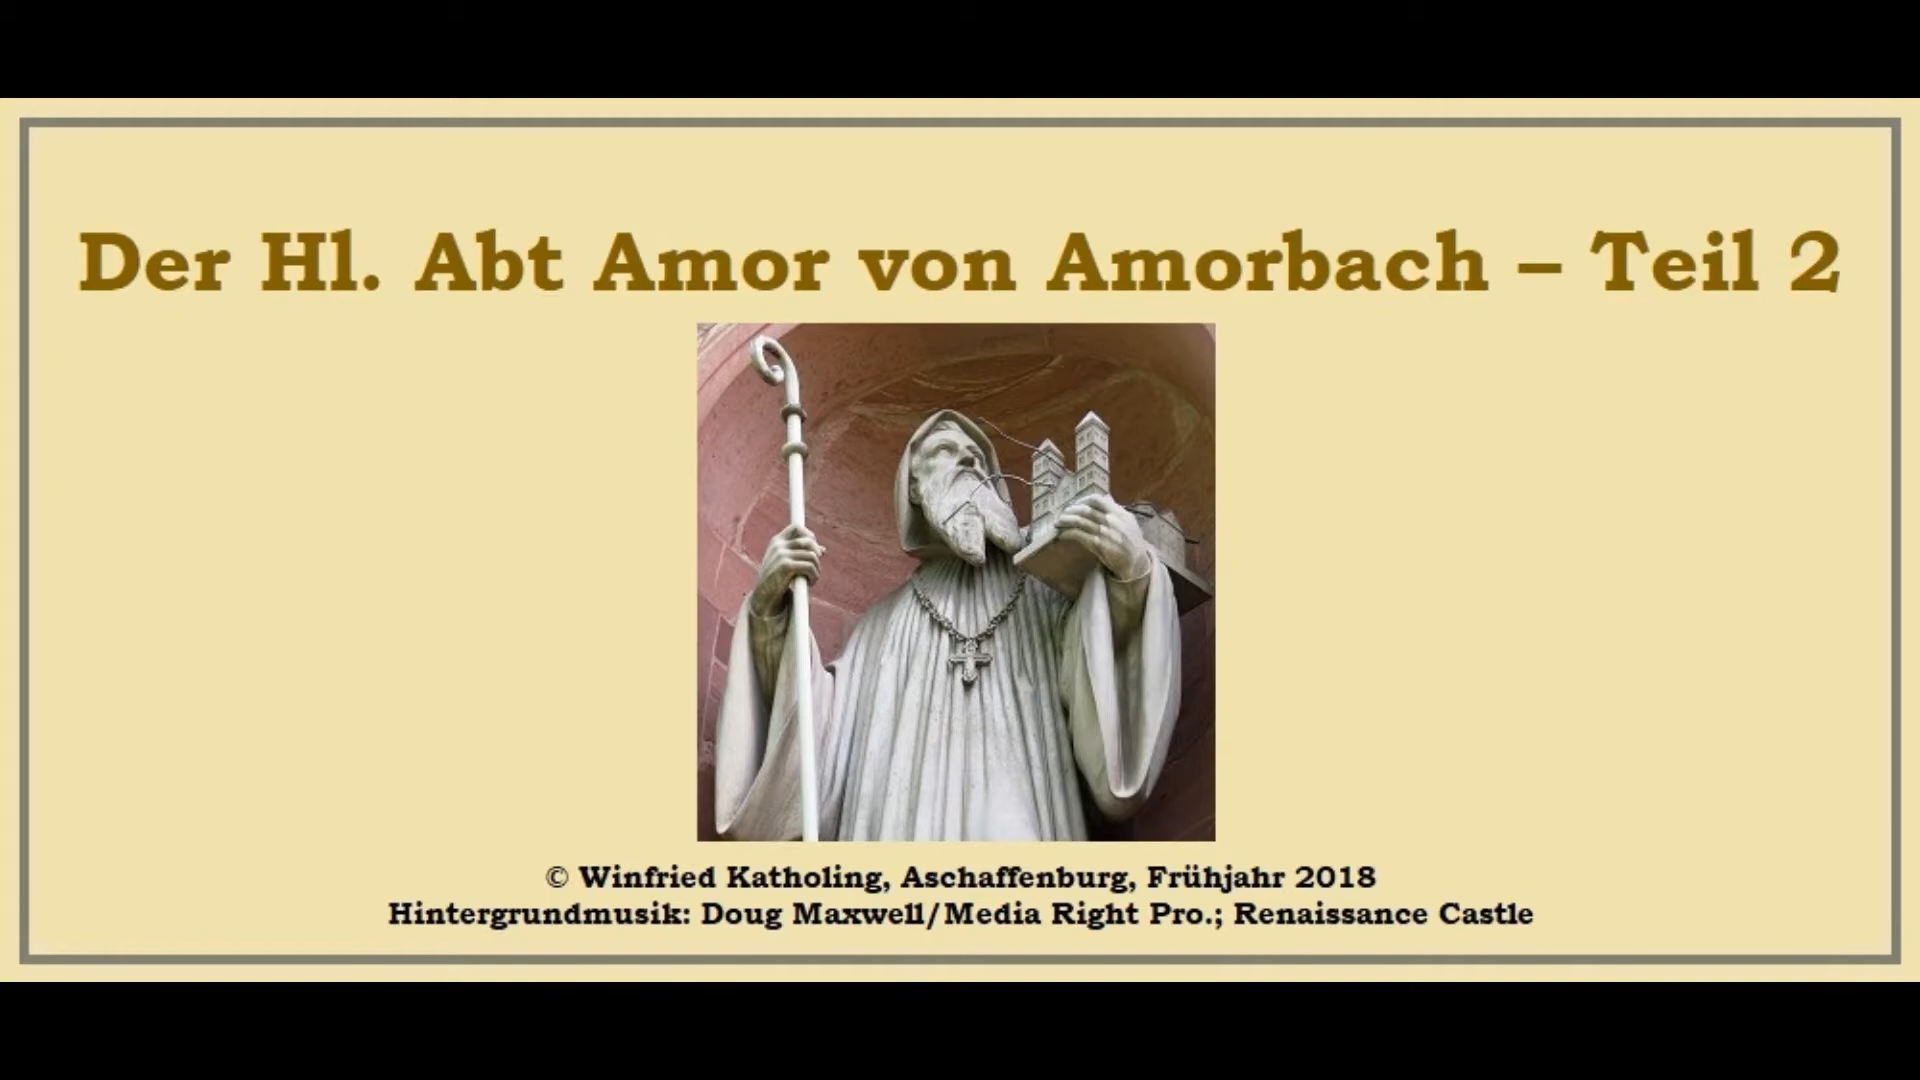 Der Hl. Abt Amor von Amorbach – Teil 2
© Winfried Katholing, Aschaffenburg, Frühjahr 2018
Hintergrundmusik: Doug Maxwell/Media Right Pro.; Renaissance Castle